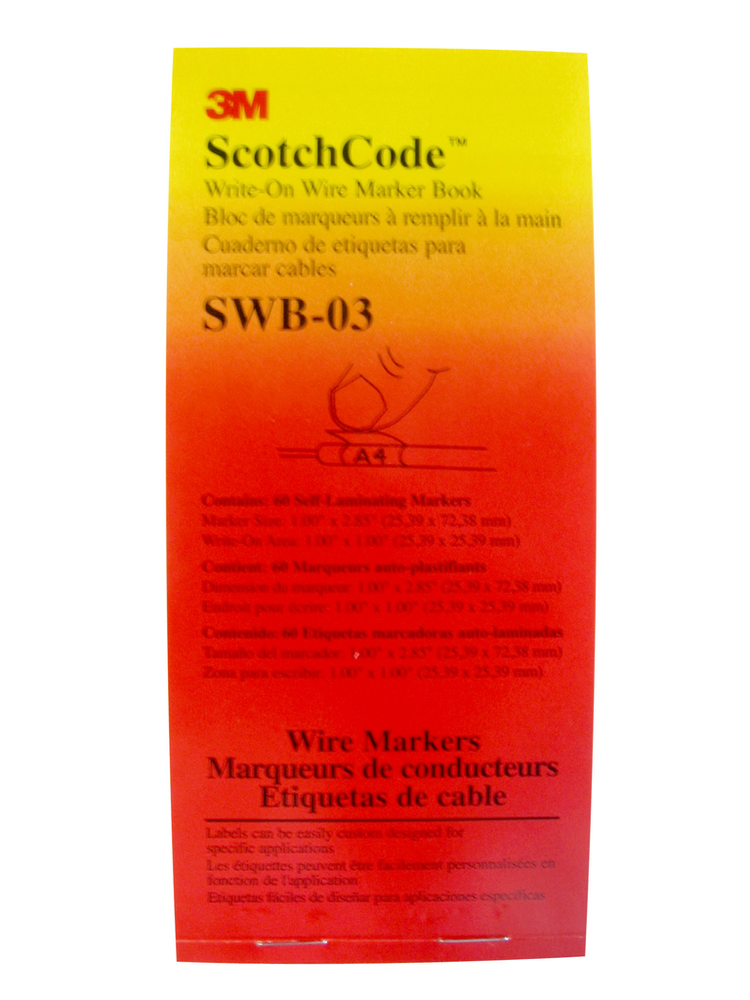 3M
ScotchCode™
Write-On Wire Marker Book
Bloc de marqueurs à remplir à la main
Cuaderno de etiquetas para
marcar cables
SWB-03
A4
Contains: 60 Self-Laminating Markers
Marker Size: 1.00" x 2.85" (25,39 x 72,38 mm)
Write-On Area: 1.00" x 1.00" (25,39 x 25,39 mm)
Contient: 60 Marqueurs auto-plastifiants
Dimension de marqueur: 1.00" x 2.85" (25,39 x 72,38 mm)
Endroit pour écrire: 1.00" x 1.00" (25,39 x 25,39 mm)
Contenido: 60 Etiquetas marcadoras auto-laminadas
Tamaño del marcador: 1.00" x 2.85" (25,39 x 72,38 mm)
Zona para escribir: 1.00" x 1.00" (25,39 x 25,39 mm)
Wire Markers
Marqueurs de conducteurs
Etiquetas de cable
Labels can be easily custom designed for
specific applications
Les étiquettes peuvent être facilement personnalisées en
fonction de l'application
Etiquetas fáciles de diseñar para aplicaciones específicas